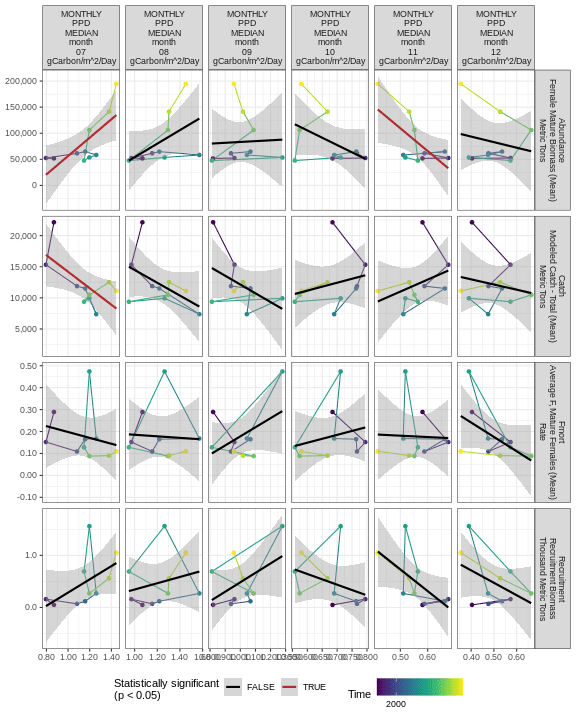 MONTHLY
PPD
MEDIAN
month
07
gCarbon/m^2/Day
MONTHLY
PPD
MEDIAN
month
08
gCarbon/m^2/Day
MONTHLY
PPD
MEDIAN
month
09
gCarbon/m^2/Day
MONTHLY
PPD
MEDIAN
month
10
gCarbon/m^2/Day
MONTHLY
PPD
MEDIAN
month
11
gCarbon/m^2/Day
MONTHLY
PPD
MEDIAN
month
12
gCarbon/m^2/Day
200,000
150,000
100,000
50,000
0
Abundance
Female Mature Biomass (Mean)
Metric Tons
20,000
15,000
10,000
5,000
Catch
Modeled Catch - Total (Mean)
Metric Tons
0.50
0.40
0.30
0.20
0.10
0.00
-0.10
Fmort
Average F, Mature Females (Mean)
Rate
1.0
0.0
Recruitment
Recruitment Biomass
Thousand Metric Tons
0.80 1.00 1.20 1.40
1.00 1.20 1.40
0.50 0.60
0.40 0.50 0.60
Statistically significant
(p < 0.05)
FALSE
TRUE
Time
2000